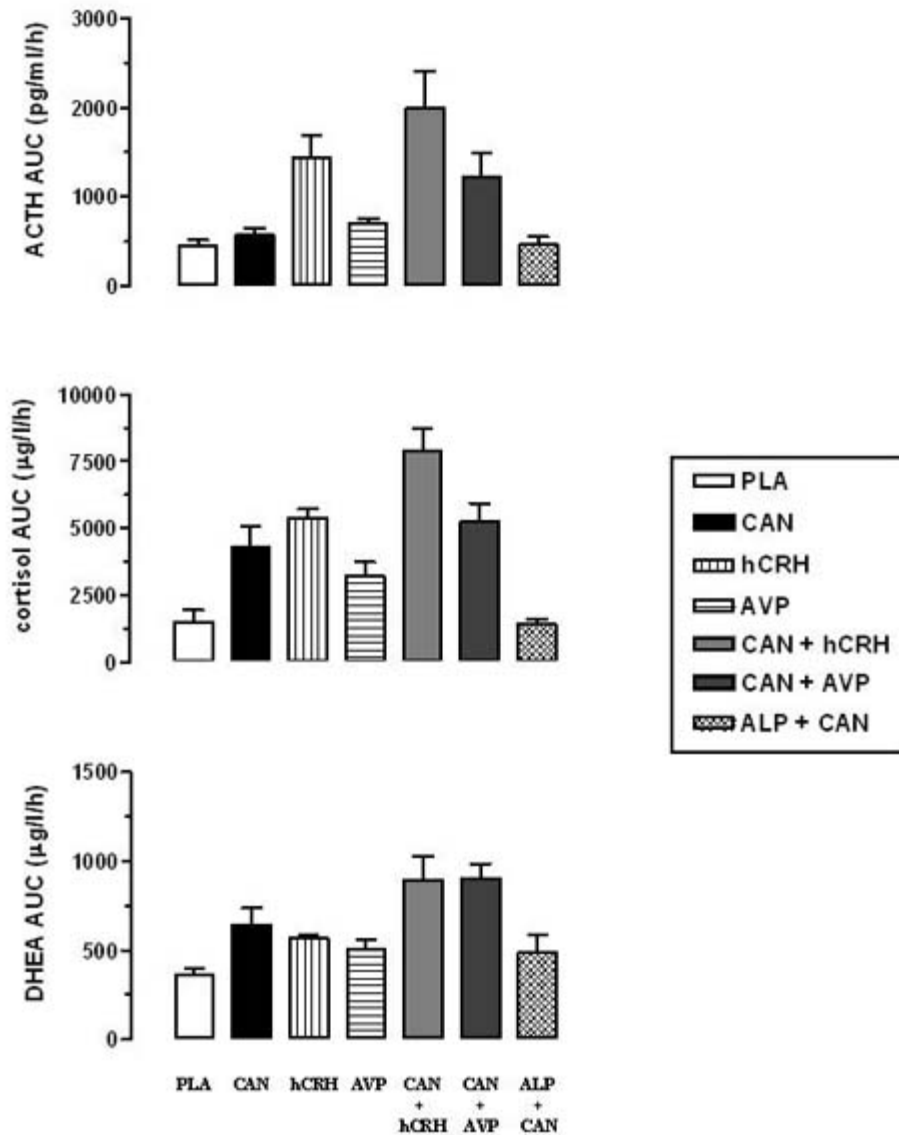 ACTH AUC (pg/ml/h)
3000
2000
1000
0
cortisol AUC (µg/l/h)
10000
7500
5000
2500
0
DHEA AUC (µg/l/h)
1500
1000
500
0
PLA CAN hCRH AVP CAN + hCRH CAN + AVP ALP + CAN
PLA
CAN
hCRH
AVP
CAN + hCRH
CAN + AVP
ALP + CAN